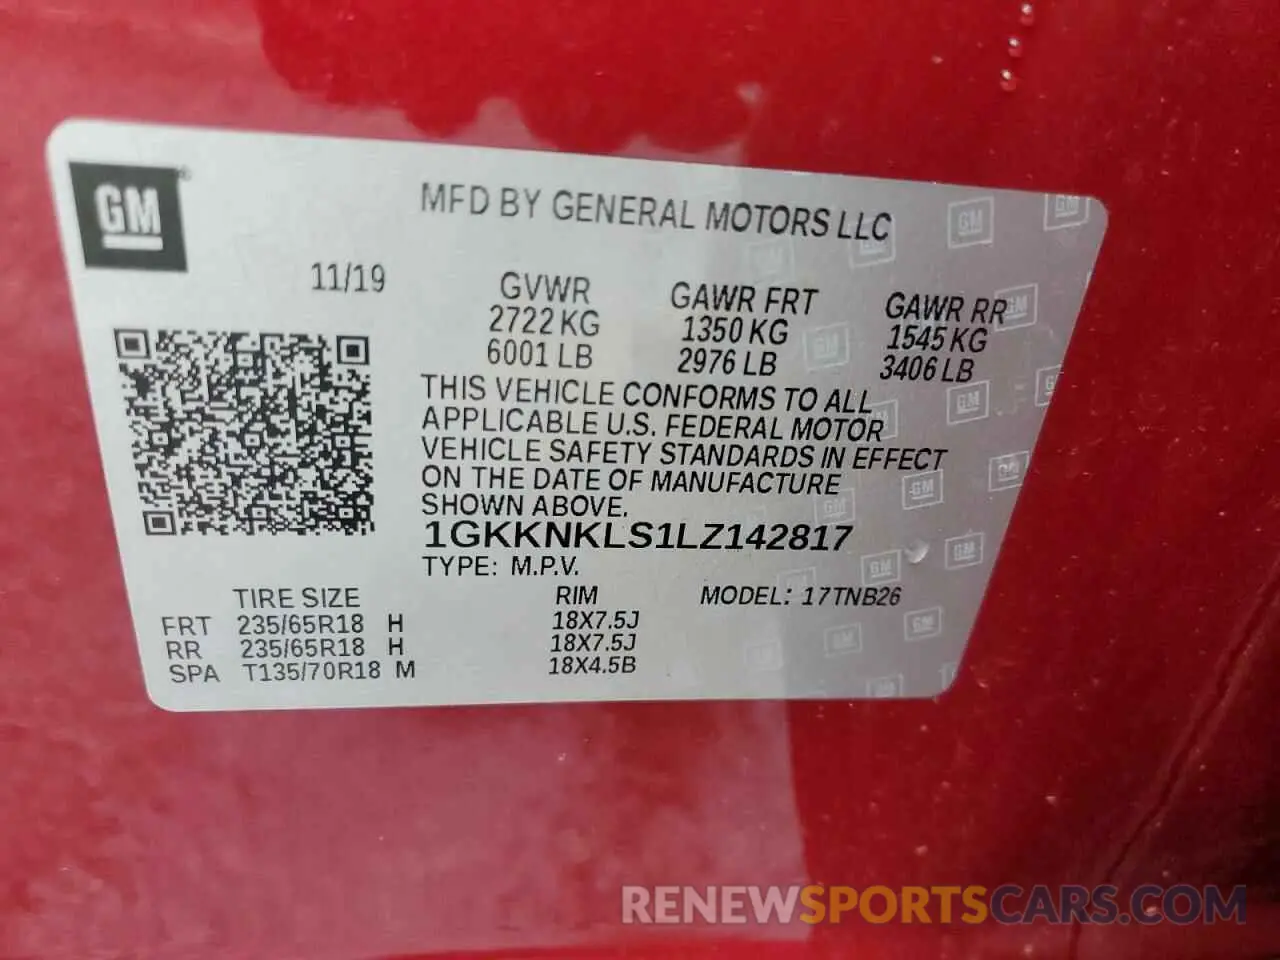 GM®
MFD BY GENERAL MOTORS LLC
11/19
GVWR GAWR FRT GAWR RR
2722 KG 1350 KG 1545 KG
6001 LB 2976 LB 3406 LB
THIS VEHICLE CONFORMS TO ALL
APPLICABLE U.S. FEDERAL MOTOR
VEHICLE SAFETY STANDARDS IN EFFECT
ON THE DATE OF MANUFACTURE
SHOWN ABOVE.
1GKKNKLS1LZ142817
TYPE: M.P.V.
TIRE SIZE RIM MODEL: 17TNB26
FRT 235/65R18 H 18X7.5J
RR 235/65R18 H 18X7.5J
SPA T135/70R18 M 18X4.5B
RENEWSPORTSCARS.COM